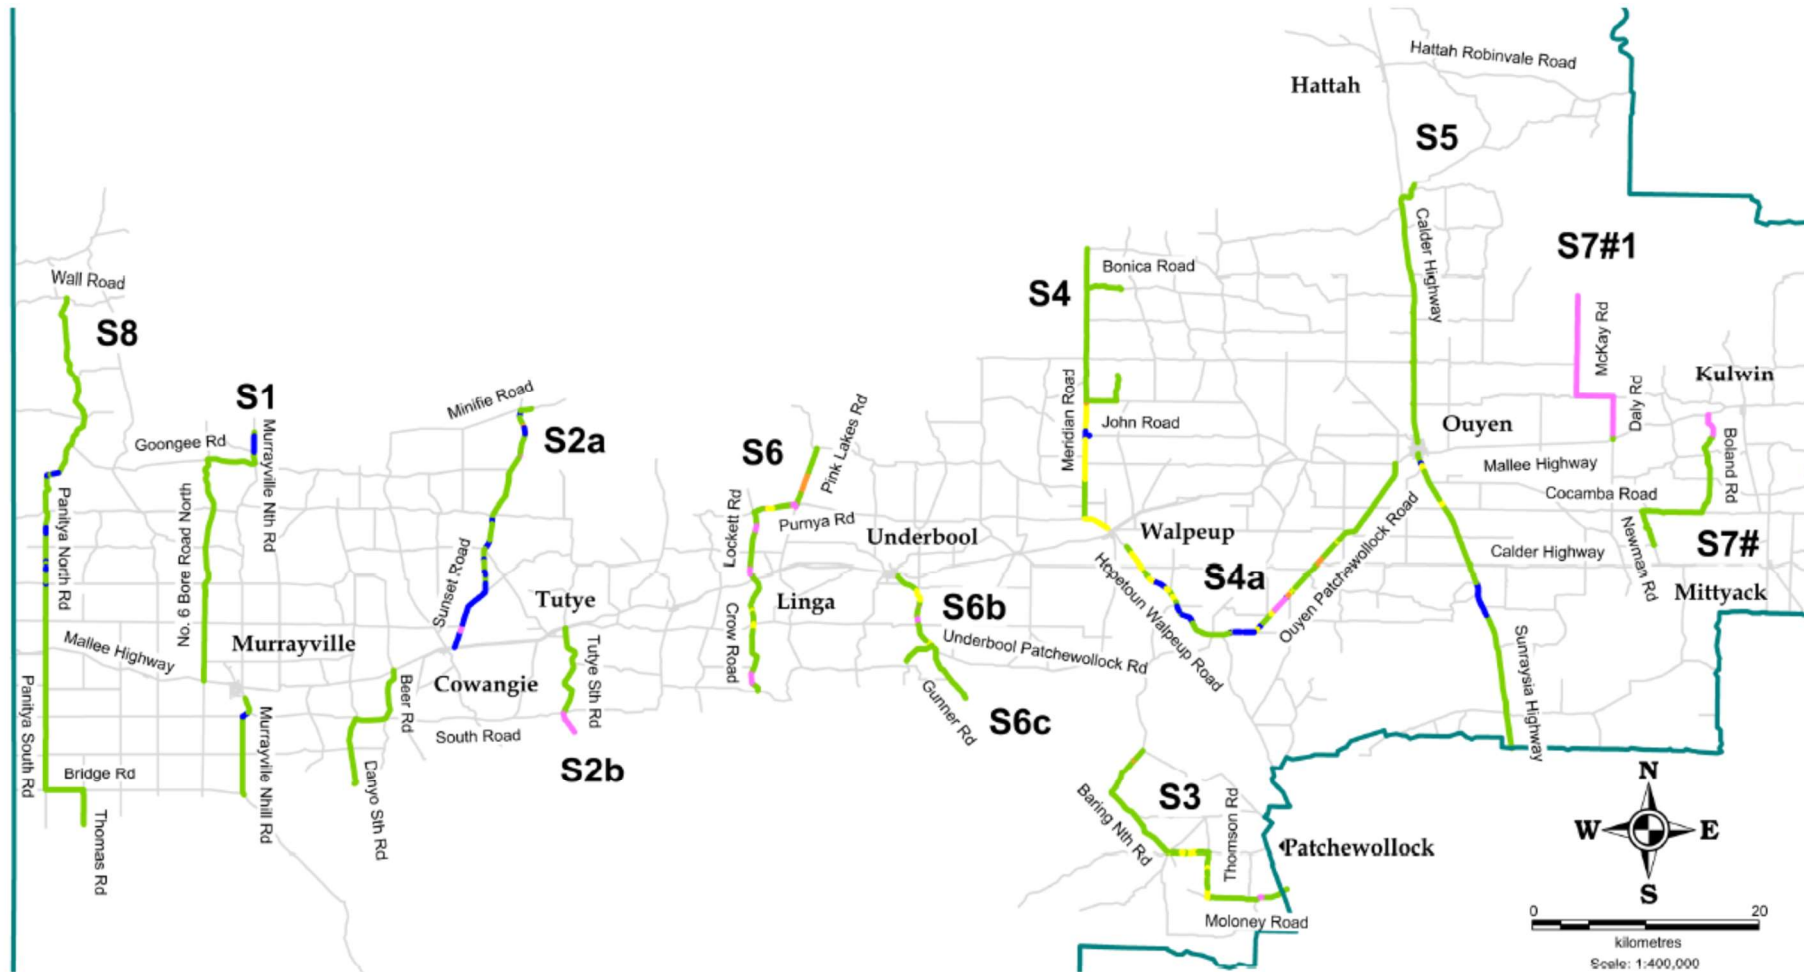 Hattah Robinvale Road
Hattah
S5
Calder Highway
S7#1
Bonica Road
S4
Wall Road
S8
McKay Rd
Kulwin
Daly Rd
S1
Minifie Road
Pink Lakes Rd
Meridian Road
John Road
Ouyen
Goongee Rd
Murrayville Nth Rd
S2a
S6
Mallee Highway
Boland Rd
Cocamba Road
Panitya North Rd
No. 6 Bore Road North
Lockett Rd
Purnya Rd
Underbool
Walpeup
Ouyen Patchewollock Road
Newman Rd
Calder Highway
S7#
Sunset Road
Tutye
Linga
S6b
Hopetoun Walpeup Road
S4a
Mittyack
Mallee Highway
Murrayville
Cowangie
Tutye Sth Rd
Crow Road
Underbool Patchewollock Rd
Sunraysia Highway
Panitya South Rd
Beer Rd
South Road
Gunner Rd
S6c
Murrayville Nhill Rd
Bridge Rd
S2b
Danyo Sth Rd
Thomas Rd
Baring Nth Rd
S3
Thomson Rd
Patchewollock
Moloney Road
N
W
E
S
0
20
kilometres
Scale: 1:400,000